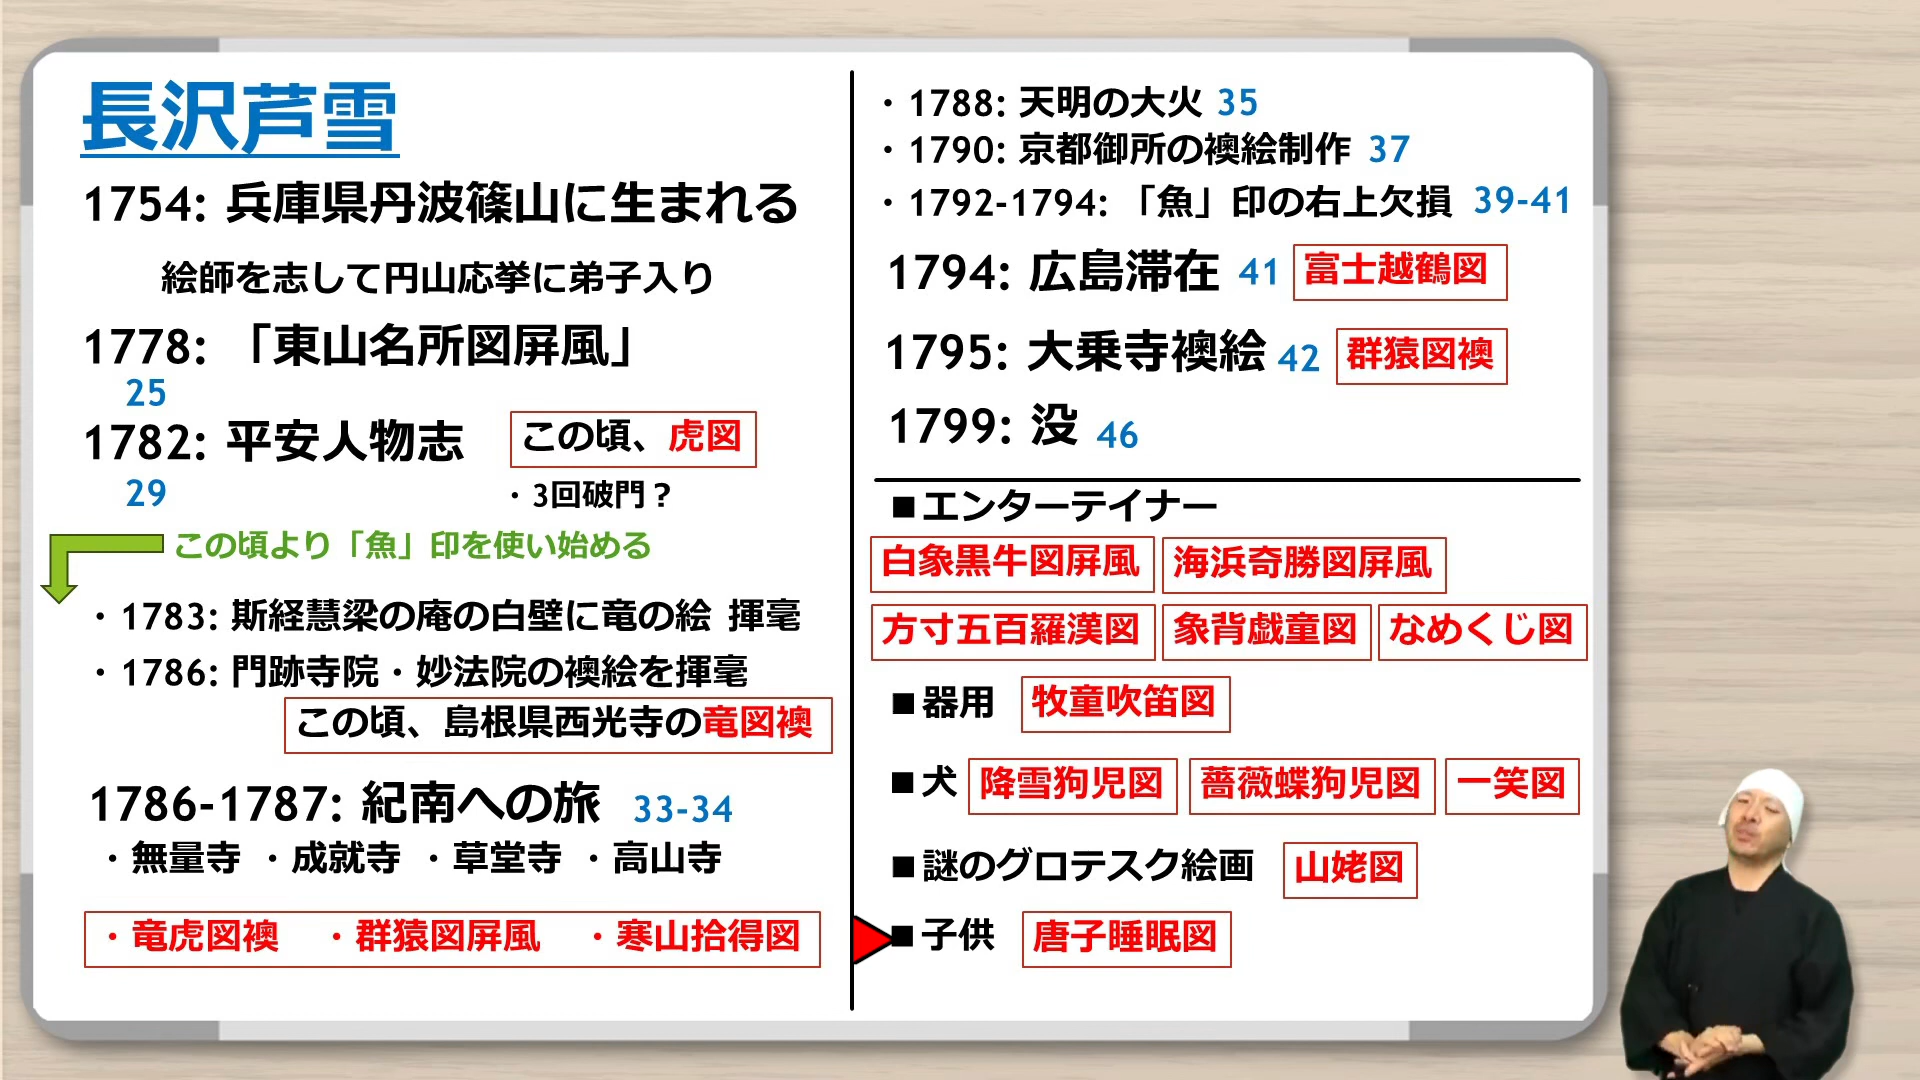 長沢芦雪
1754: 兵庫県丹波篠山に生まれる
絵師を志して円山応挙に弟子入り
1778: 「東山名所図屏風」
25
1782: 平安人物志 この頃、虎図
29 ・3回破門？
この頃より「魚」印を使い始める
・1783: 斯経慧梁の庵の白壁に竜の絵 揮毫
・1786: 門跡寺院・妙法院の襖絵を揮毫
この頃、島根県西光寺の竜図襖
1786-1787: 紀南への旅 33-34
・無量寺 ・成就寺 ・草堂寺 ・高山寺
・竜虎図襖 ・群猿図屏風 ・寒山拾得図
・1788: 天明の大火 35
・1790: 京都御所の襖絵制作 37
・1792-1794: 「魚」印の右上欠損 39-41
1794: 広島滞在 41 富士越鶴図
1795: 大乗寺襖絵 42 群猿図襖
1799: 没 46
■エンターテイナー
白象黒牛図屏風 海浜奇勝図屏風
方寸五百羅漢図 象背戯童図 なめくじ図
■器用 牧童吹笛図
■犬 降雪狗児図 薔薇蝶狗児図 一笑図
■謎のグロテスク絵画 山姥図
■子供 唐子睡眠図